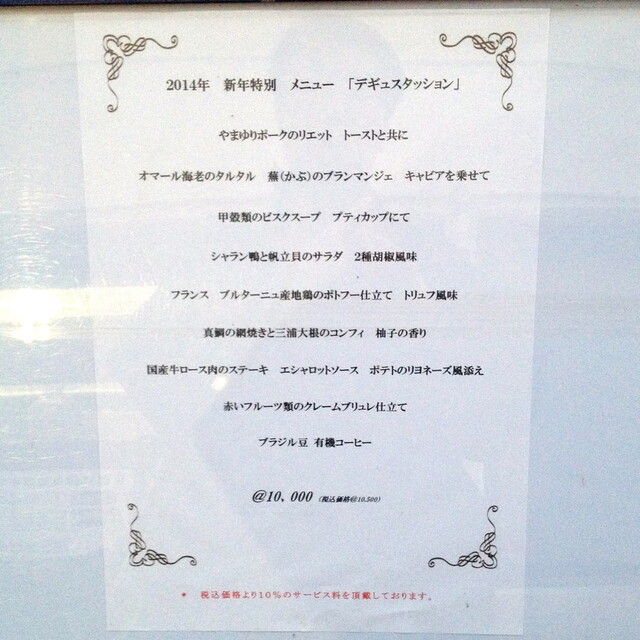 2014年　新年特別　メニュー　「デギュスタッション」
やまゆりポークのリエット　トーストと共に
オマール海老のタルタル　蕪(かぶ)のブランマンジェ　キャビアを乗せて
甲殻類のビスクスープ　プティカップにて
シャラン鴨と帆立貝のサラダ　2種胡椒風味
フランス　ブルターニュ産地鶏のポトフー仕立て　トリュフ風味
真鯛の網焼きと三浦大根のコンフィ　柚子の香り
国産牛ロース肉のステーキ　エシャロットソース　ポテトのリヨネーズ風添え
赤いフルーツ類のクレームブリュレ仕立て
ブラジル豆 有機コーヒー
@10,000（税込価格@10.500）
* 税込価格より10%のサービス料を頂戴しております。